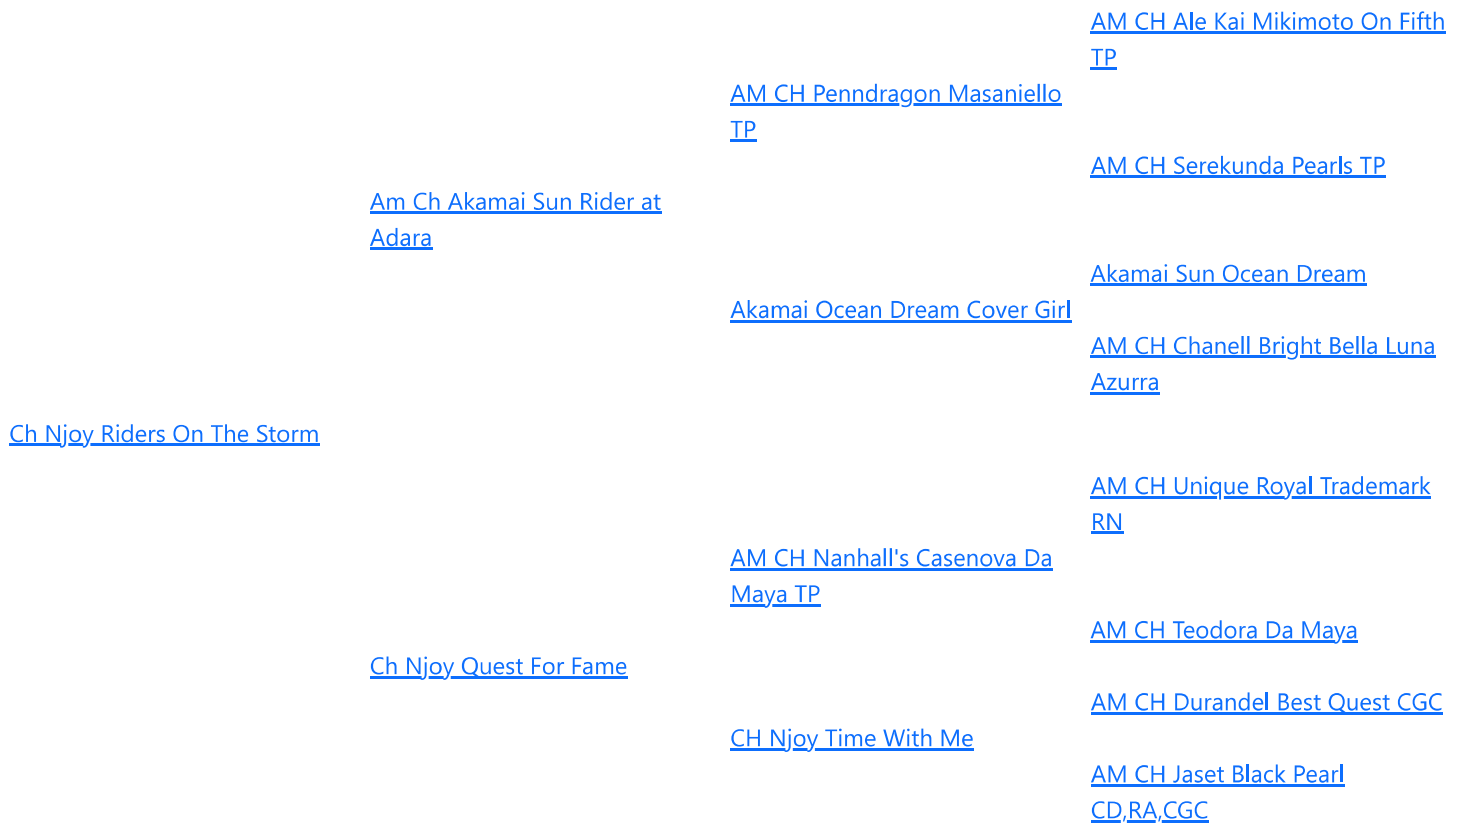 AM CH Ale Kai Mikimoto On Fifth
TP
AM CH Penndragon Masaniello
TP
AM CH Serekunda Pearls TP
Am Ch Akamai Sun Rider at
Adara
Akamai Sun Ocean Dream
Akamai Ocean Dream Cover Girl
AM CH Chanell Bright Bella Luna
Azurra
Ch Njoy Riders On The Storm
AM CH Unique Royal Trademark
RN
AM CH Nanhall's Casenova Da
Maya TP
AM CH Teodora Da Maya
Ch Njoy Quest For Fame
AM CH Durandel Best Quest CGC
CH Njoy Time With Me
AM CH Jaset Black Pearl
CD,RA,CGC